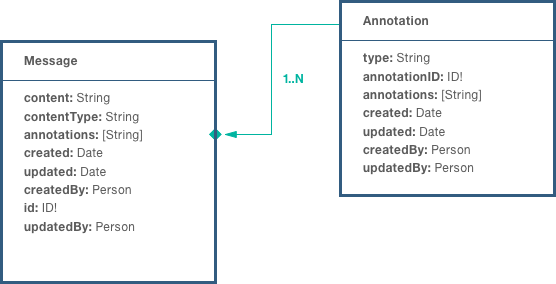 Message
content: String
contentType: String
annotations: [String]
created: Date
updated: Date
createdBy: Person
id: ID!
updatedBy: Person
1..N
Annotation
type: String
annotationID: ID!
annotations: [String]
created: Date
updated: Date
createdBy: Person
updatedBy: Person